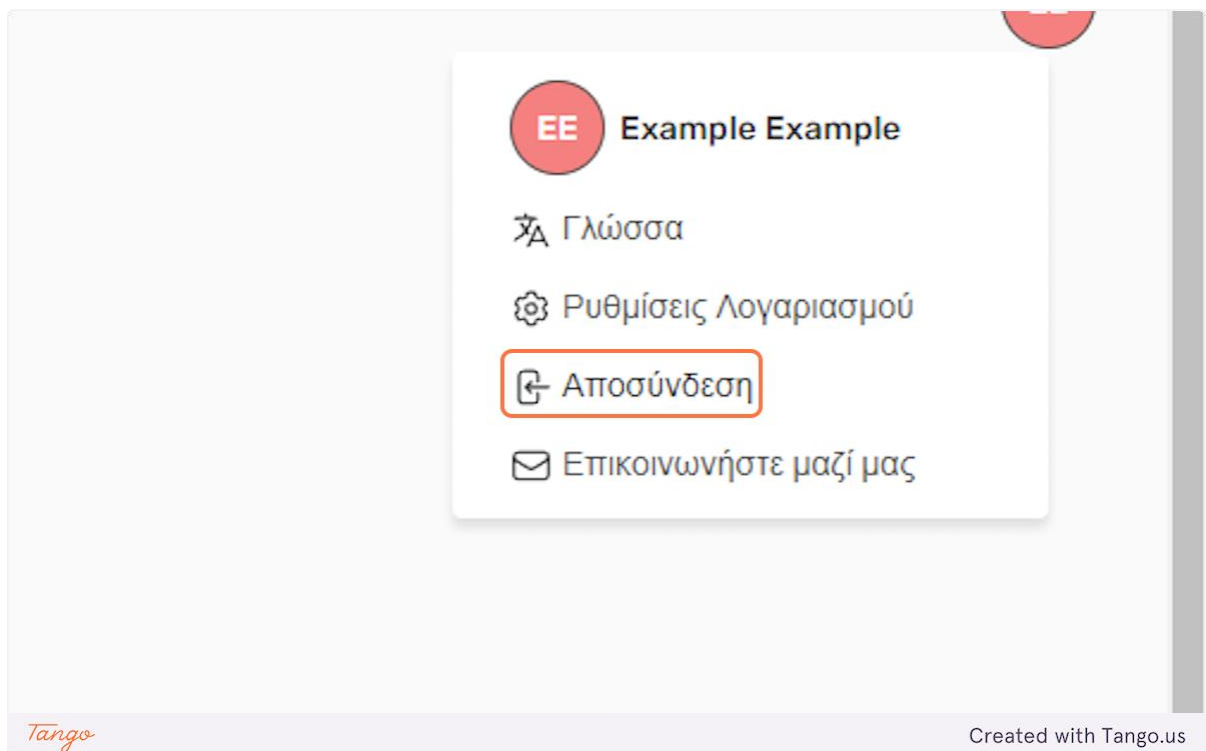 EE
Example Example
Γλώσσα
Ρυθμίσεις Λογαριασμού
Αποσύνδεση
Επικοινωνήστε μαζί μας
Tango
Created with Tango.us